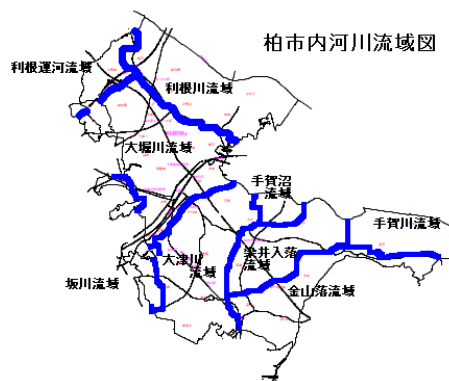 柏市内河川流域図
利根運河流域
利根川流域
大堀川流域
手賀沼
流域
手賀川流域
染井入落
流域
大津川
流域
坂川流域
金山落流域